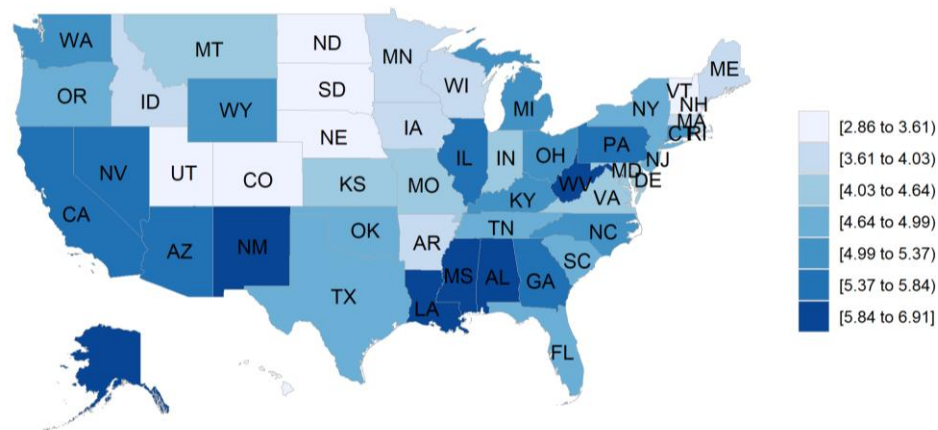 WA
MT
ND
MN
ME
VT
OR
ID
SD
WI
NH
WY
MI
NY
MA
IA
CT
RI
NE
PA
NV
UT
IL
IN
OH
NJ
CO
MD
DE
CA
KS
MO
WV
VA
KY
AZ
NM
OK
AR
TN
NC
SC
MS
AL
GA
TX
LA
FL
[2.86 to 3.61)
[3.61 to 4.03)
[4.03 to 4.64)
[4.64 to 4.99)
[4.99 to 5.37)
[5.37 to 5.84)
[5.84 to 6.91]